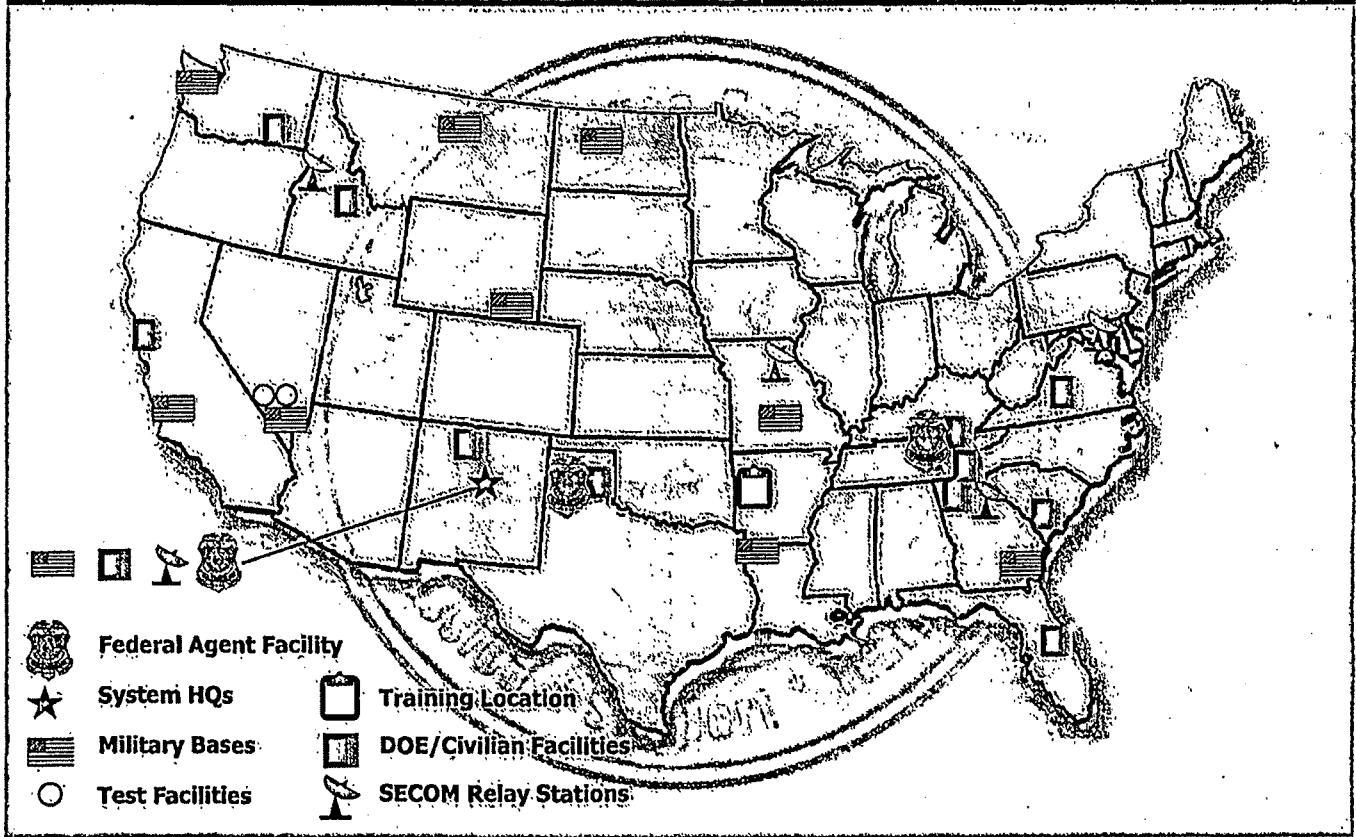 Federal Agent Facility
System HQs
Training Location
Military Bases
DOE/Civilian Facilities
Test Facilities
SECOM Relay Stations